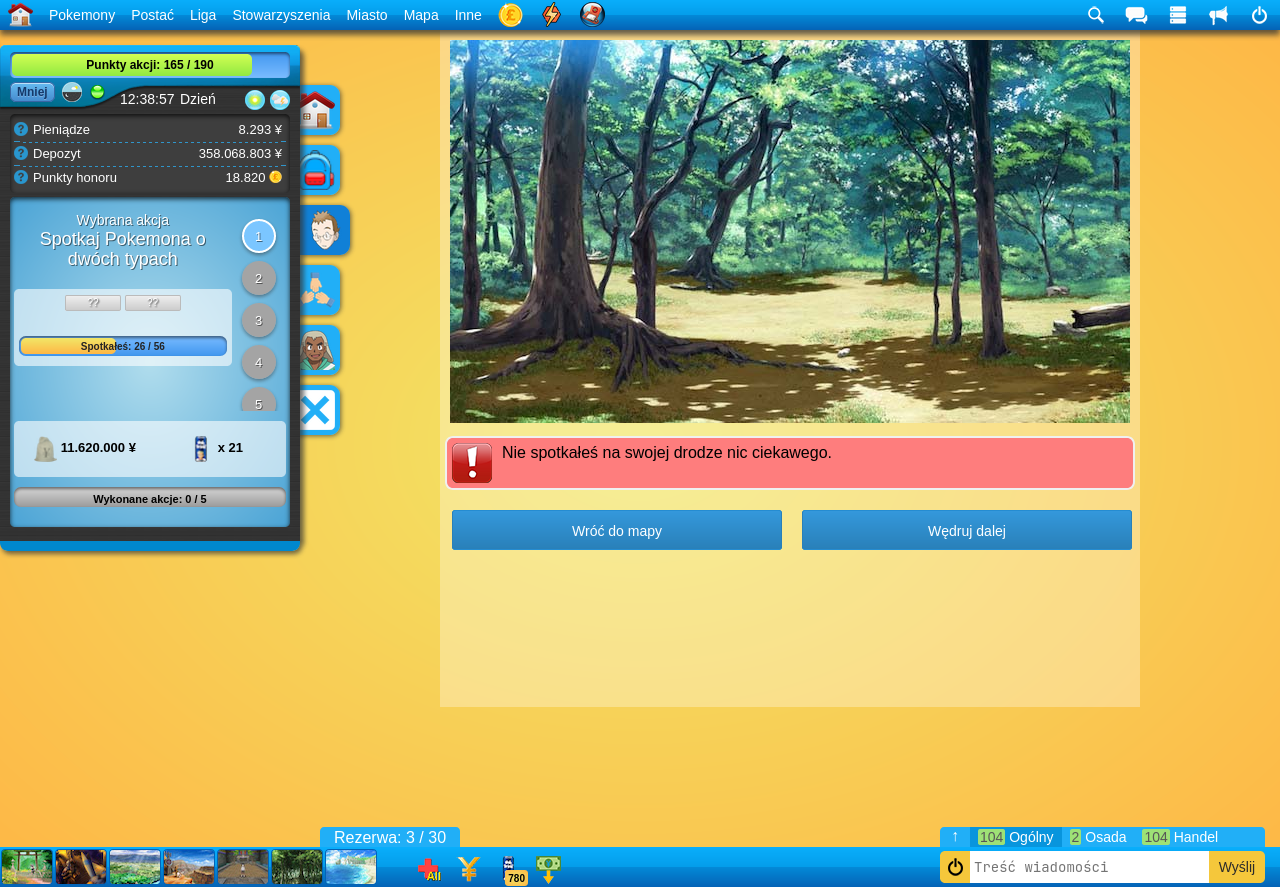 Pokemony Postać Liga Stowarzyszenia Miasto Mapa Inne
Punkty akcji: 165 / 190
Mniej
12:38:57 Dzień
Pieniądze 8.293 ¥
Depozyt 358.068.803 ¥
Punkty honoru 18.820
Wybrana akcja
Spotkaj Pokemona o
dwóch typach
1
2
3
4
5
?? ??
Spotkałeś: 26 / 56
11.620.000 ¥ x 21
Wykonane akcje: 0 / 5
Nie spotkałeś na swojej drodze nic ciekawego.
Wróć do mapy Wędruj dalej
Rezerwa: 3 / 30
All
780
↑ 104 Ogólny 2 Osada 104 Handel
Treść wiadomości Wyślij